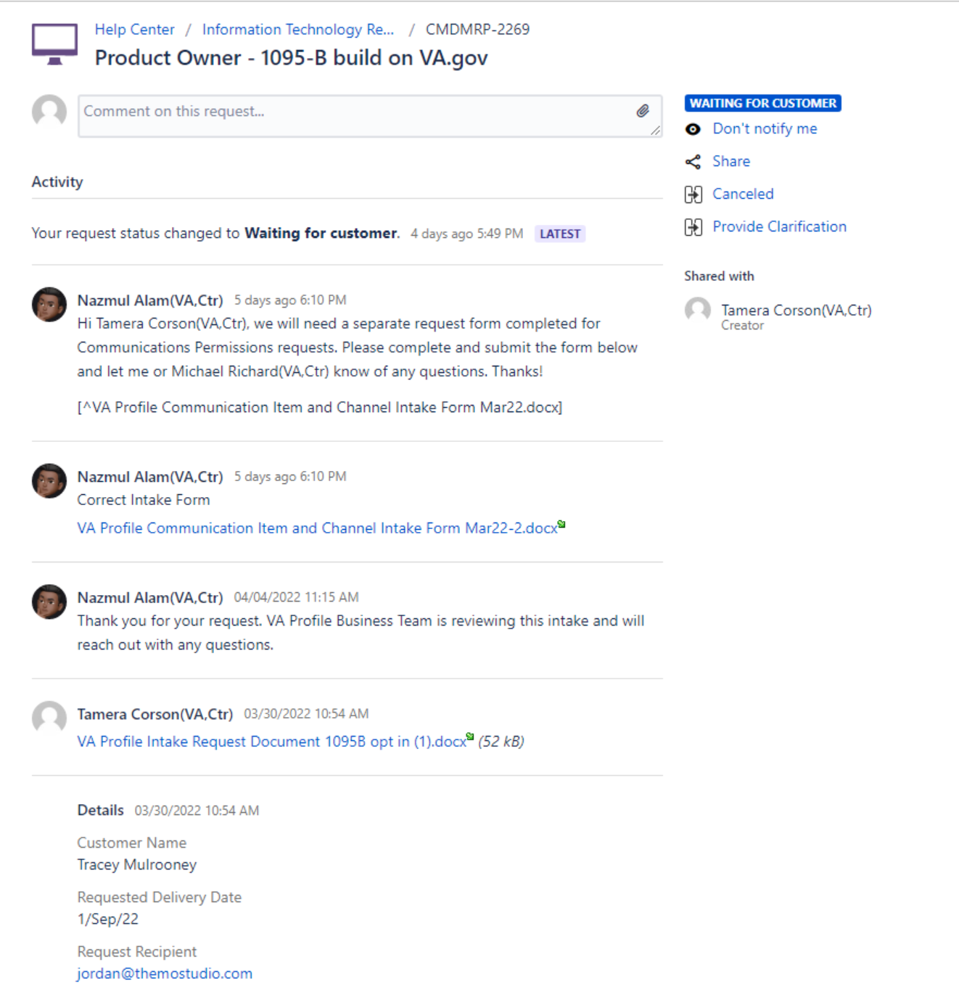 Help Center / Information Technology Re... / CMDMRP-2269
Product Owner - 1095-B build on VA.gov
Comment on this request...
WAITING FOR CUSTOMER
Don't notify me
Share
Canceled
Provide Clarification
Shared with
Tamera Corson(VA,Ctr)
Creator
Activity
Your request status changed to Waiting for customer. 4 days ago 5:49 PM LATEST
Nazmul Alam(VA,Ctr) 5 days ago 6:10 PM
Hi Tamera Corson(VA,Ctr), we will need a separate request form completed for
Communications Permissions requests. Please complete and submit the form below
and let me or Michael Richard(VA,Ctr) know of any questions. Thanks!
[^VA Profile Communication Item and Channel Intake Form Mar22.docx]
Nazmul Alam(VA,Ctr) 5 days ago 6:10 PM
Correct Intake Form
VA Profile Communication Item and Channel Intake Form Mar22-2.docx
Nazmul Alam(VA,Ctr) 04/04/2022 11:15 AM
Thank you for your request. VA Profile Business Team is reviewing this intake and will
reach out with any questions.
Tamera Corson(VA,Ctr) 03/30/2022 10:54 AM
VA Profile Intake Request Document 1095B opt in (1).docx (52 kB)
Details 03/30/2022 10:54 AM
Customer Name
Tracey Mulrooney
Requested Delivery Date
1/Sep/22
Request Recipient
jordan@themostudio.com